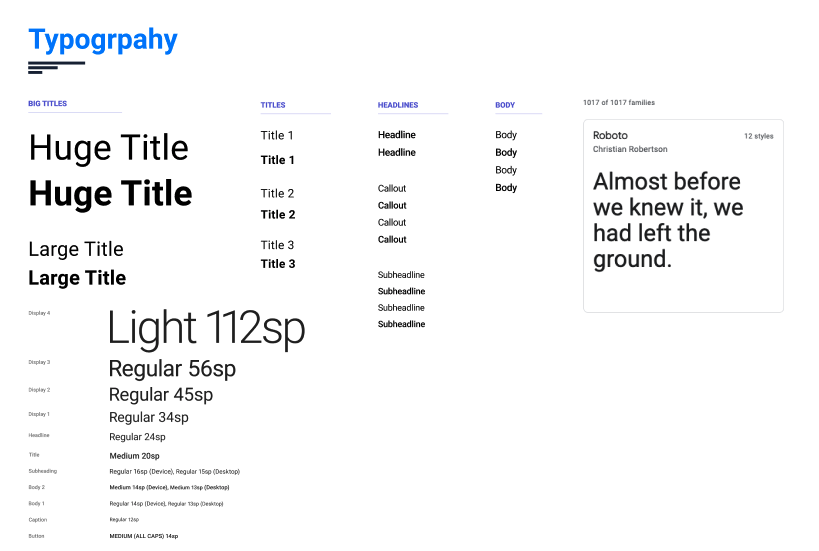 Typogrpahy
BIG TITLES
Huge Title
Huge Title
Large Title
Large Title
TITLES
Title 1
Title 1
Title 2
Title 2
Title 3
Title 3
HEADLINES
Headline
Headline
Callout
Callout
Callout
Callout
Subheadline
Subheadline
Subheadline
Subheadline
BODY
Body
Body
Body
Body
1017 of 1017 families
Roboto
12 styles
Christian Robertson
Almost before
we knew it, we
had left the
ground.
Display 4 Light 112sp
Display 3 Regular 56sp
Display 2 Regular 45sp
Display 1 Regular 34sp
Headline Regular 24sp
Title Medium 20sp
Subheading Regular 16sp (Device), Regular 15sp (Desktop)
Body 2 Medium 14sp (Device), Medium 13sp (Desktop)
Body 1 Regular 14sp (Device), Regular 13sp (Desktop)
Caption Regular 12sp
Button MEDIUM (ALL CAPS) 14sp